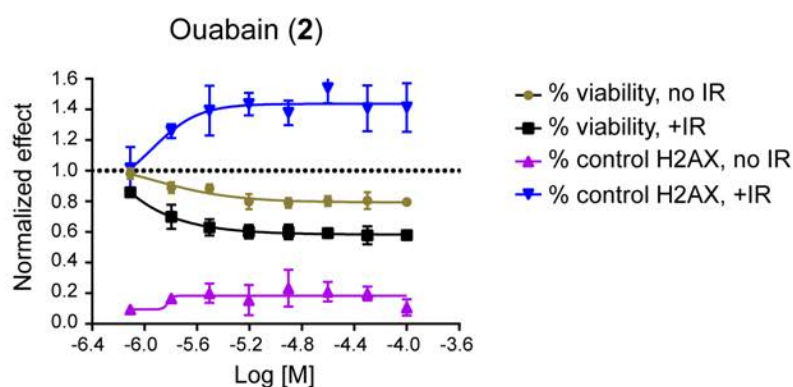 Ouabain (2)
Normalized effect
1.6
1.4
1.2
1.0
0.8
0.6
0.4
0.2
0.0
-6.4 -6.0 -5.6 -5.2 -4.8 -4.4 -4.0 -3.6
Log [M]
% viability, no IR
% viability, +IR
% control H2AX, no IR
% control H2AX, +IR